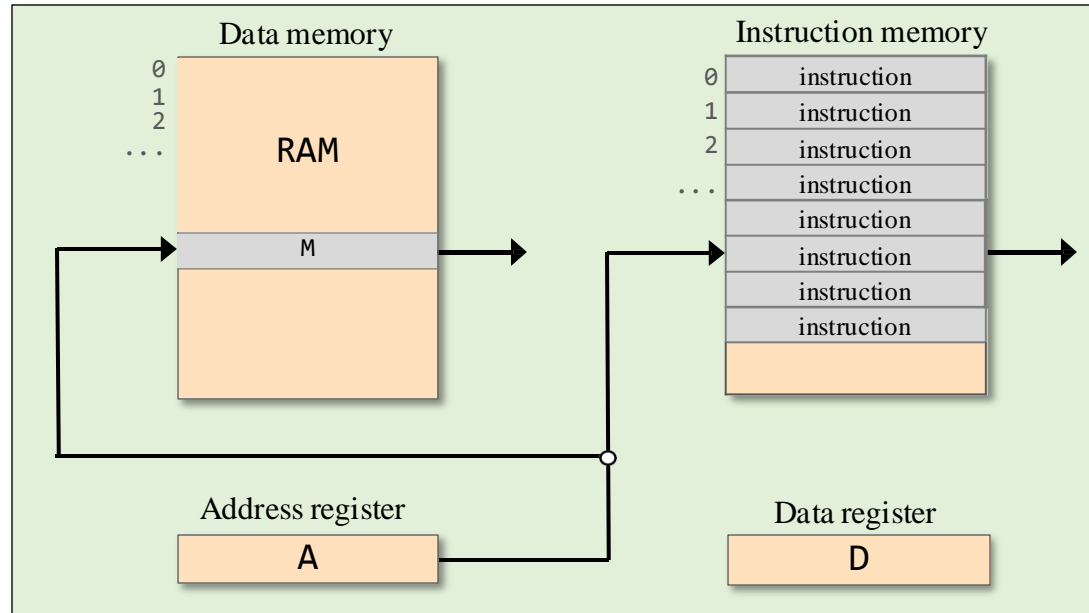 Data memory
0
1
2
...
RAM
M
Instruction memory
0
1
2
...
instruction
instruction
instruction
instruction
instruction
instruction
instruction
instruction
Address register
A
Data register
D